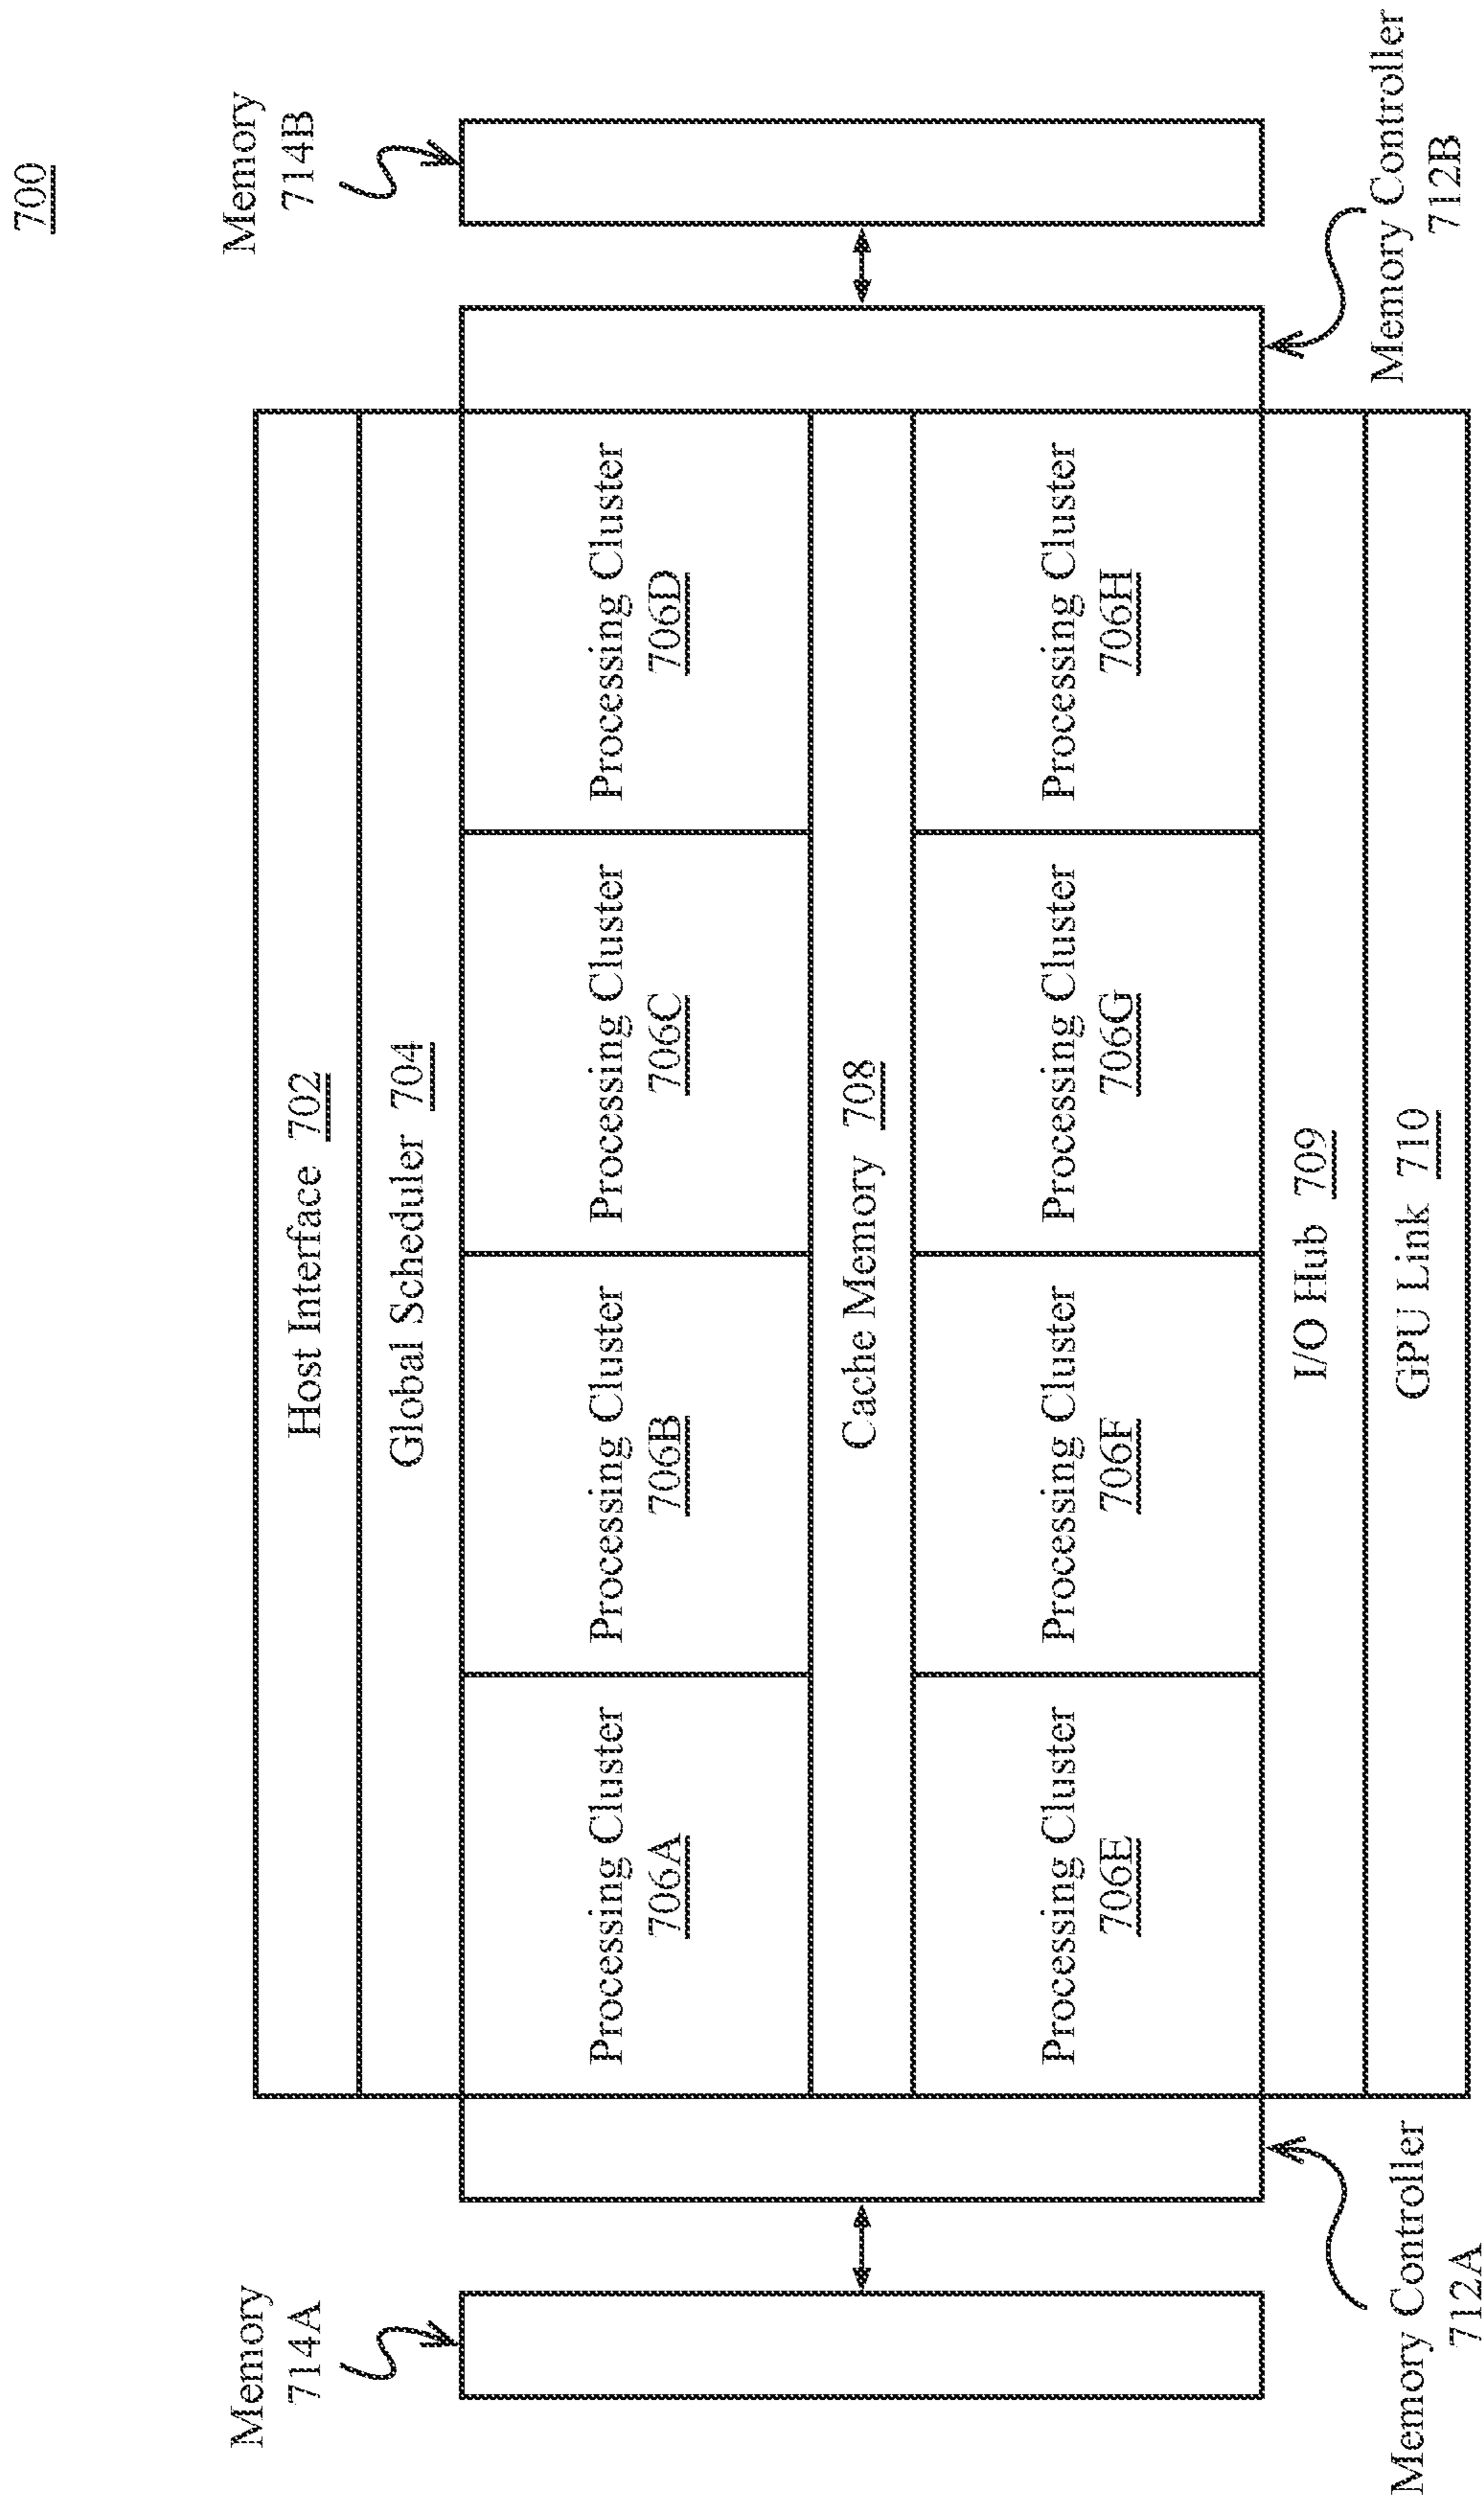 700
Memory
714A
Memory
714B
Host Interface 702
Global Scheduler 704
Processing Cluster
706A
Processing Cluster
706B
Processing Cluster
706C
Processing Cluster
706D
Cache Memory 708
Processing Cluster
706E
Processing Cluster
706F
Processing Cluster
706G
Processing Cluster
706H
I/O Hub 709
GPU Link 710
Memory Controller
712A
Memory Controller
712B